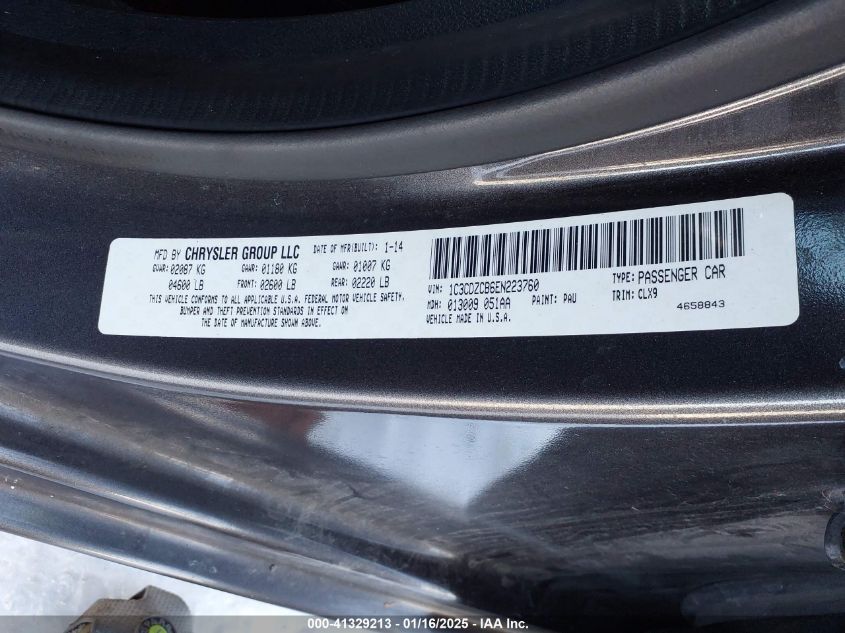 MFD BY CHRYSLER GROUP LLC DATE OF MFR(BUILT): 1-14
GVWR: 02087 KG GAWR: 01180 KG GAWR: 01007 KG
04600 LB FRONT: 02600 LB REAR: 02220 LB
THIS VEHICLE CONFORMS TO ALL APPLICABLE U.S.A. FEDERAL MOTOR VEHICLE SAFETY,
BUMPER AND THEFT PREVENTION STANDARDS IN EFFECT ON
THE DATE OF MANUFACTURE SHOWN ABOVE.
VIN: 1C3CDZCB6EN223760 TYPE: PASSENGER CAR
MDH: 013009 051AA PAINT: PAU TRIM: CLX9
VEHICLE MADE IN U.S.A. 4658843
000-41329213 - 01/16/2025 - IAAI.COM